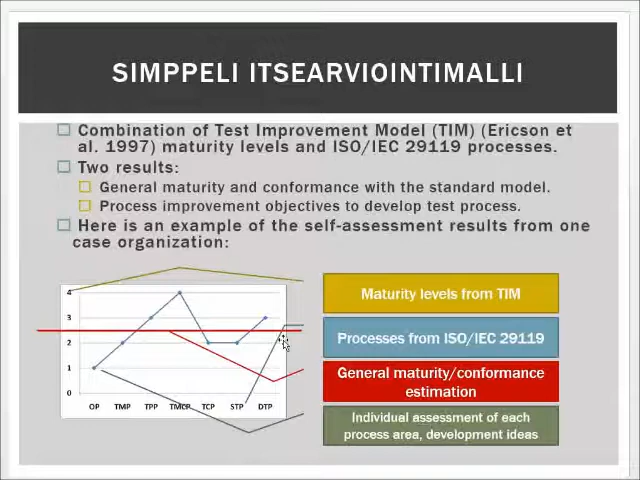 SIMPPELI ITSEARVIOINTIMALLI
Combination of Test Improvement Model (TIM) (Ericson et
al. 1997) maturity levels and ISO/IEC 29119 processes.
Two results:
General maturity and conformance with the standard model.
Process improvement objectives to develop test process.
Here is an example of the self-assessment results from one
case organization:
4
3
2
1
0
OP TMP TPP TMCP TCP STP DTP
Maturity levels from TIM
Processes from ISO/IEC 29119
General maturity/conformance
estimation
Individual assessment of each
process area, development ideas